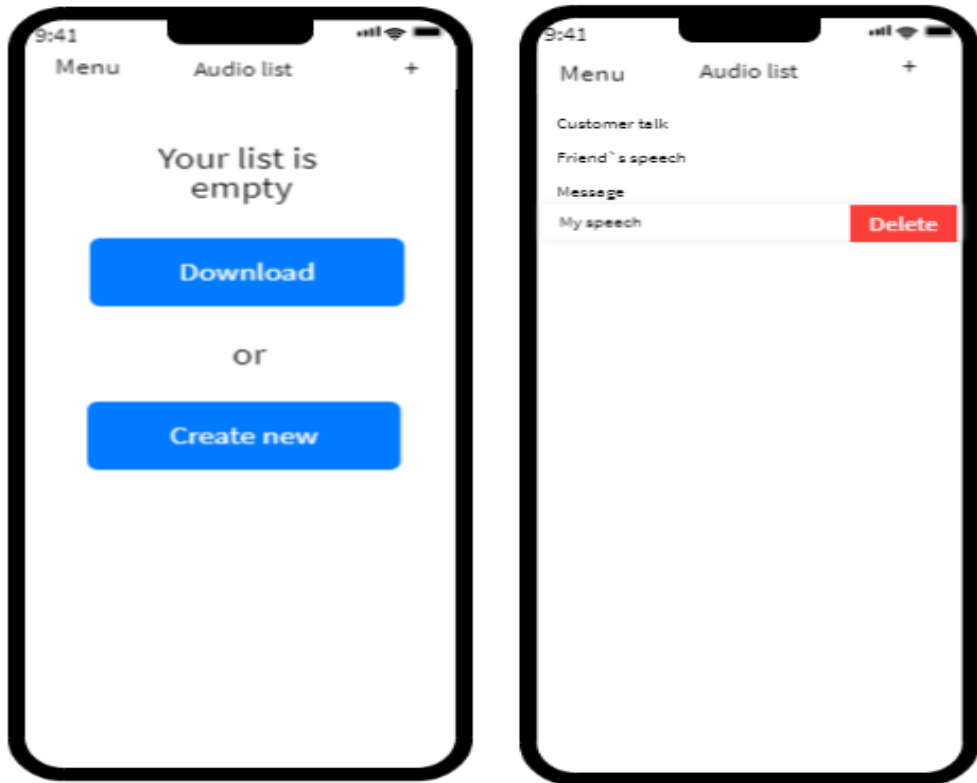 9:41
Menu Audio list +
Your list is
empty
Download
or
Create new
9:41
Menu Audio list +
Customer talk
Friend`s speech
Message
My speech Delete